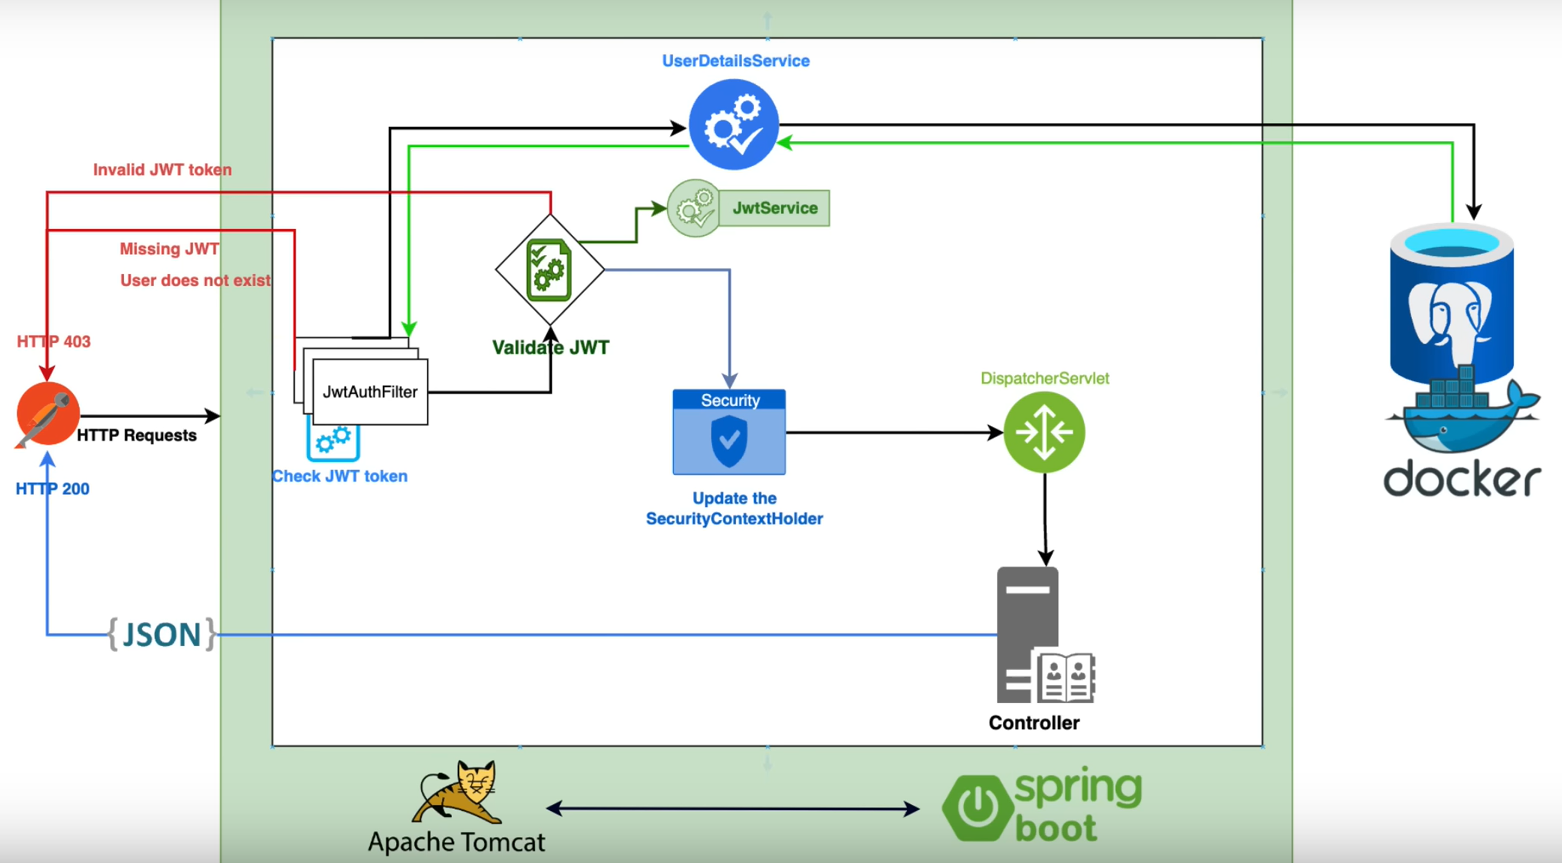 UserDetailsService
Invalid JWT token
JwtService
Missing JWT
User does not exist
HTTP 403
Validate JWT
JwtAuthFilter
DispatcherServlet
Security
HTTP Requests
Check JWT token
HTTP 200
Update the
SecurityContextHolder
docker
{JSON}
Controller
Apache Tomcat
spring
boot